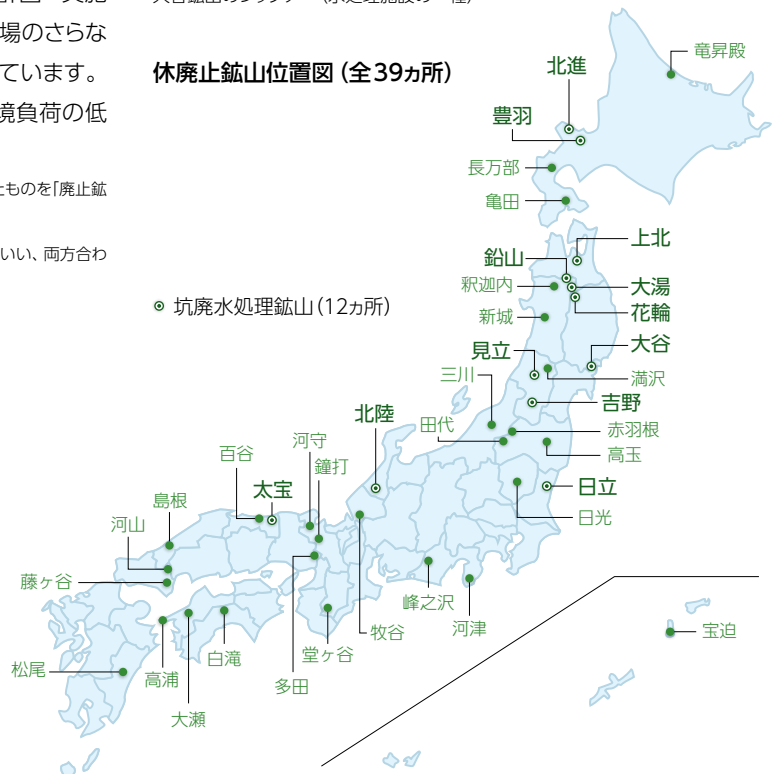 場のさらな
ています。
境負荷の低
たものを「廃止鉱
いい、両方合わ
休廃止鉱山位置図（全39ヵ所）
坑廃水処理鉱山（12ヵ所）
竜昇殿
北進
豊羽
長万部
亀田
上北
鉛山
釈迦内
大湯
花輪
新城
大谷
見立
三川
満沢
吉野
北陸
田代
赤羽根
高玉
河守
百谷
鐘打
太宝
日立
島根
日光
河山
藤ヶ谷
峰之沢
河津
牧谷
宝迫
堂ヶ谷
白滝
松尾
高浦
多田
大瀬